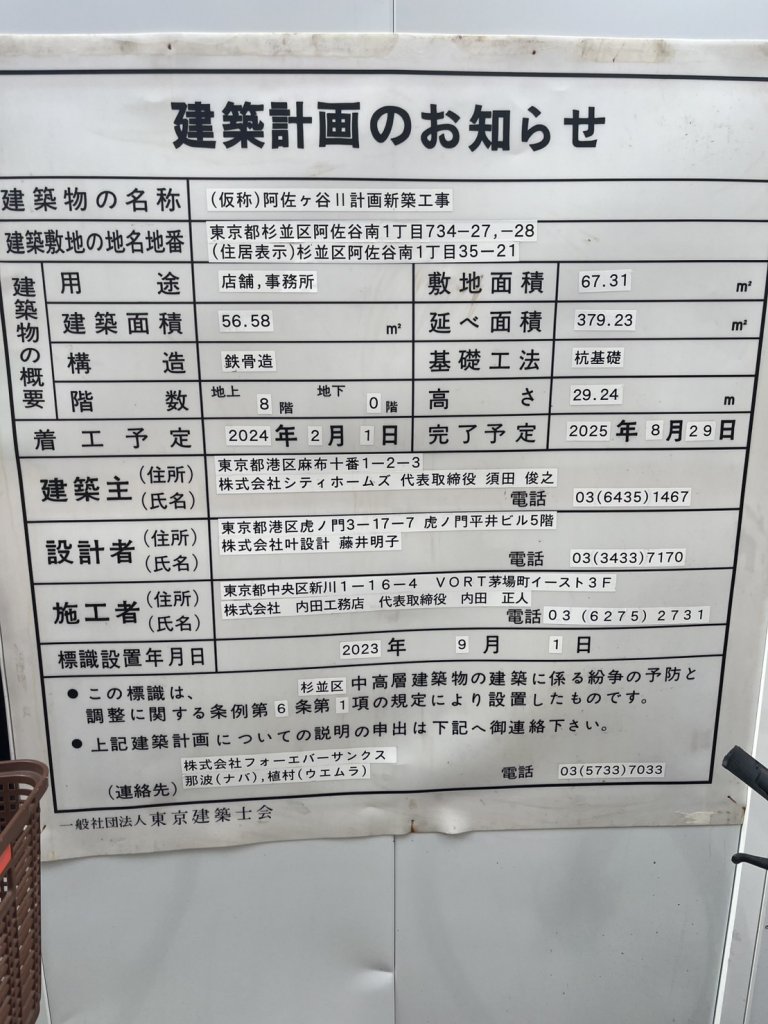 建築計画のお知らせ
建築物の名称 (仮称)阿佐ヶ谷Ⅱ計画新築工事
建築敷地の地名地番 東京都杉並区阿佐谷南1丁目734-27,-28
(住居表示)杉並区阿佐谷南1丁目35-21
建築物の概要
用途 店舗,事務所 敷地面積 67.31 ㎡
建築面積 56.58 ㎡ 延べ面積 379.23 ㎡
構造 鉄骨造 基礎工法 杭基礎
階数 地上 8 階 地下 0 階 高さ 29.24 m
着工予定 2024 年 2 月 1 日 完了予定 2025 年 8 月 29 日
建築主 (住所) 東京都港区麻布十番1-2-3
(氏名) 株式会社シティホームズ 代表取締役 須田 俊之
電話 03(6435)1467
設計者 (住所) 東京都港区虎ノ門3-17-7 虎ノ門平井ビル5階
(氏名) 株式会社叶設計 藤井明子
電話 03(3433)7170
施工者 (住所) 東京都中央区新川1-16-4 VORT茅場町イースト3F
(氏名) 株式会社 内田工務店 代表取締役 内田 正人
電話 03(6275)2731
標識設置年月日 2023 年 9 月 1 日
● この標識は、 杉並区 中高層建築物の建築に係る紛争の予防と
調整に関する条例第 6 条第 1 項の規定により設置したものです。
● 上記建築計画についての説明の申出は下記へ御連絡下さい。
株式会社フォーエバーサンクス
(連絡先) 那波(ナバ),植村(ウエムラ) 電話 03(5733)7033
一般社団法人 東京建築士会